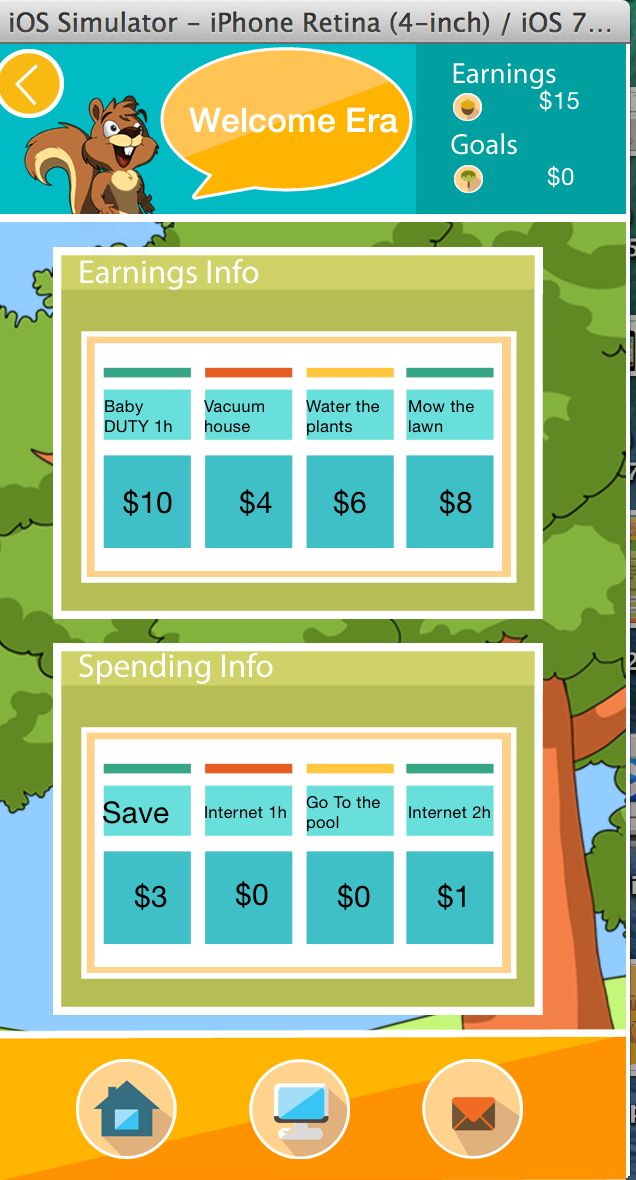 iOS Simulator – iPhone Retina (4-inch) / iOS 7...
Welcome Era
Earnings
$15
Goals
$0
Earnings Info
Baby
DUTY 1h
Vacuum
house
Water the
plants
Mow the
lawn
$10
$4
$6
$8
Spending Info
Save
Internet 1h
Go To the
pool
Internet 2h
$3
$0
$0
$1